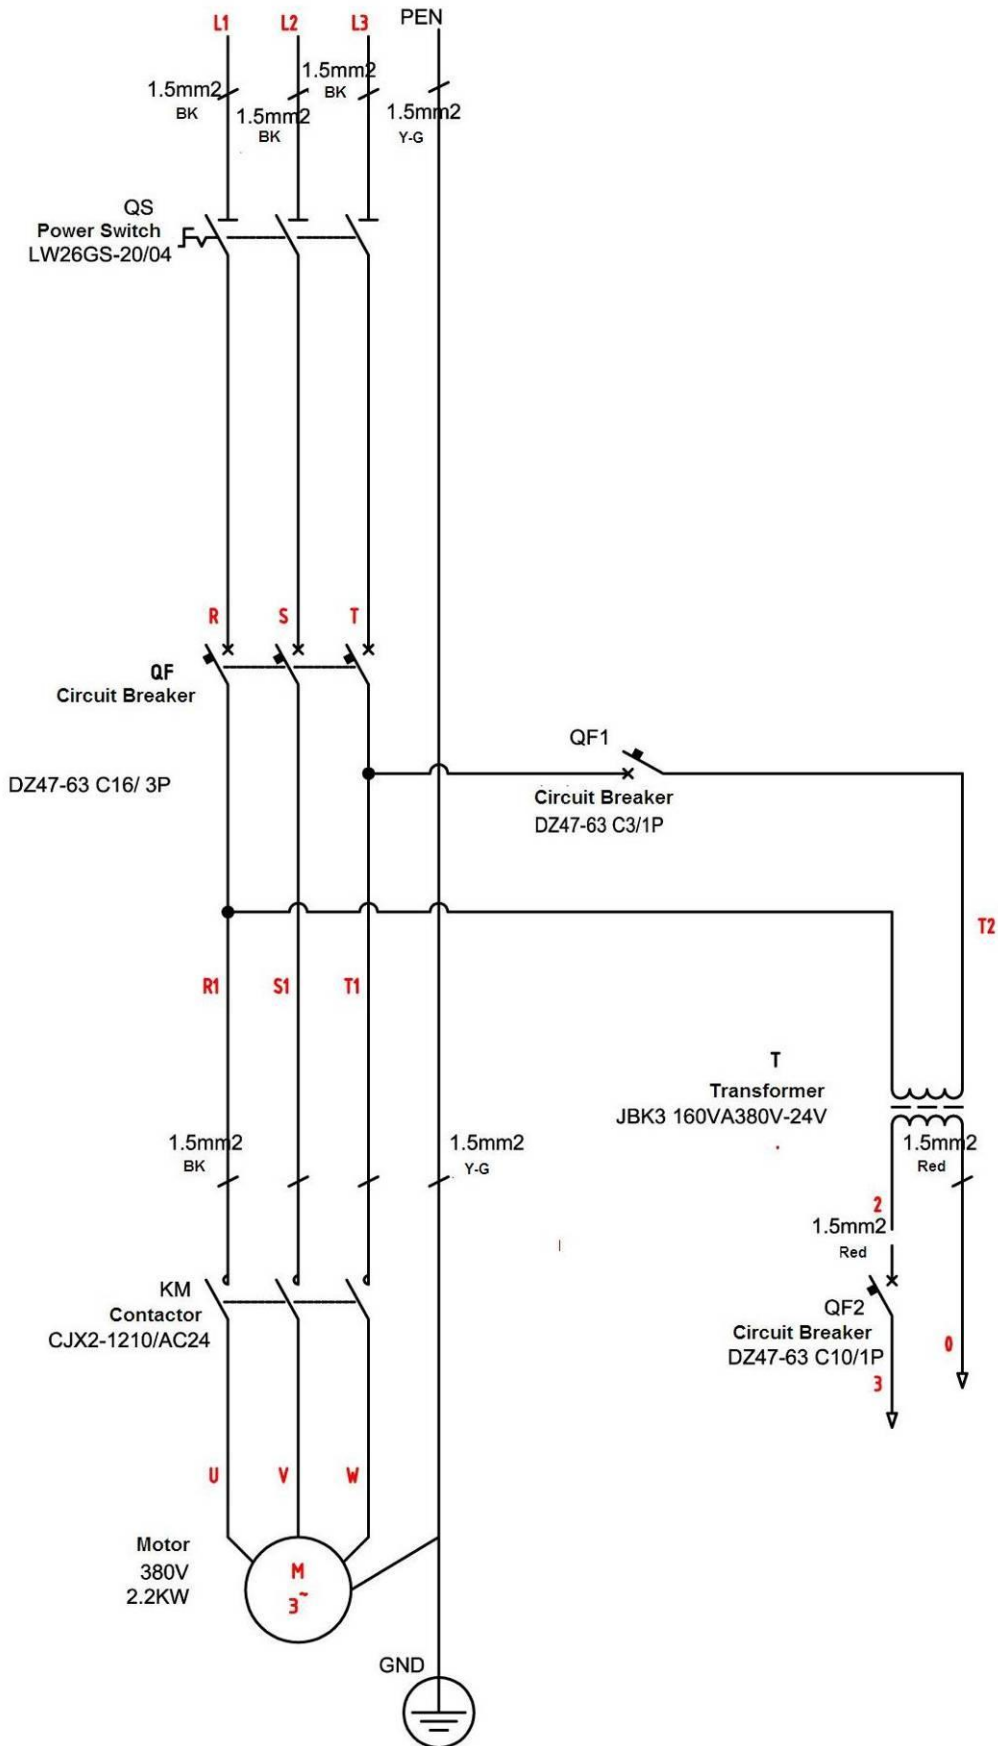 L1
L2
L3
PEN
1.5mm2
BK
1.5mm2
BK
1.5mm2
BK
1.5mm2
Y-G
QS
Power Switch
LW26GS-20/04
R
S
T
QF
Circuit Breaker
DZ47-63 C16/ 3P
QF1
Circuit Breaker
DZ47-63 C3/1P
T2
R1
S1
T1
T
Transformer
JBK3 160VA380V-24V
1.5mm2
BK
1.5mm2
Y-G
1.5mm2
Red
2
1.5mm2
Red
KM
Contactor
CJX2-1210/AC24
QF2
Circuit Breaker
DZ47-63 C10/1P
0
3
U
V
W
Motor
380V
2.2KW
M
3~
GND